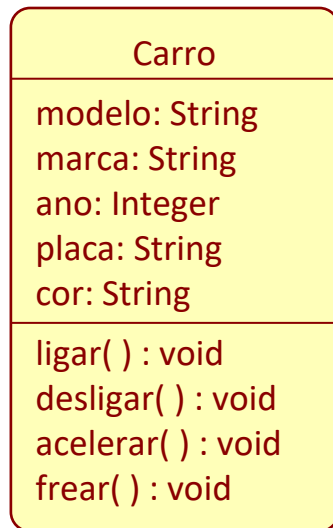 Carro
modelo: String
marca: String
ano: Integer
placa: String
cor: String
ligar( ) : void
desligar( ) : void
acelerar( ) : void
frear( ) : void